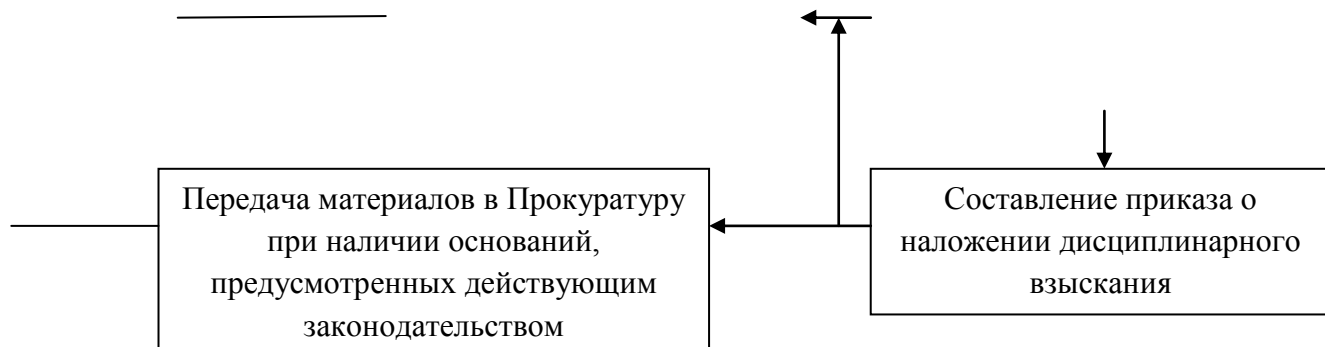 Передача материалов в Прокуратуру
при наличии оснований,
предусмотренных действующим
законодательством
Составление приказа о
наложении дисциплинарного
взыскания